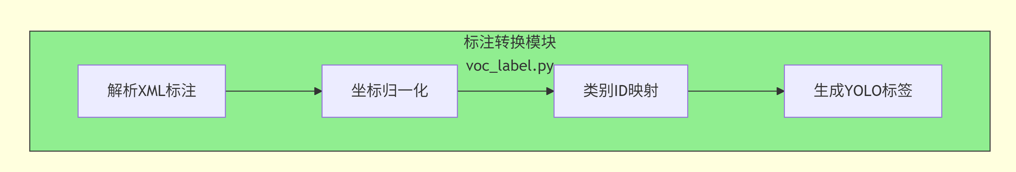 标注转换模块
voc_label.py
解析XML标注
坐标归一化
类别ID映射
生成YOLO标签